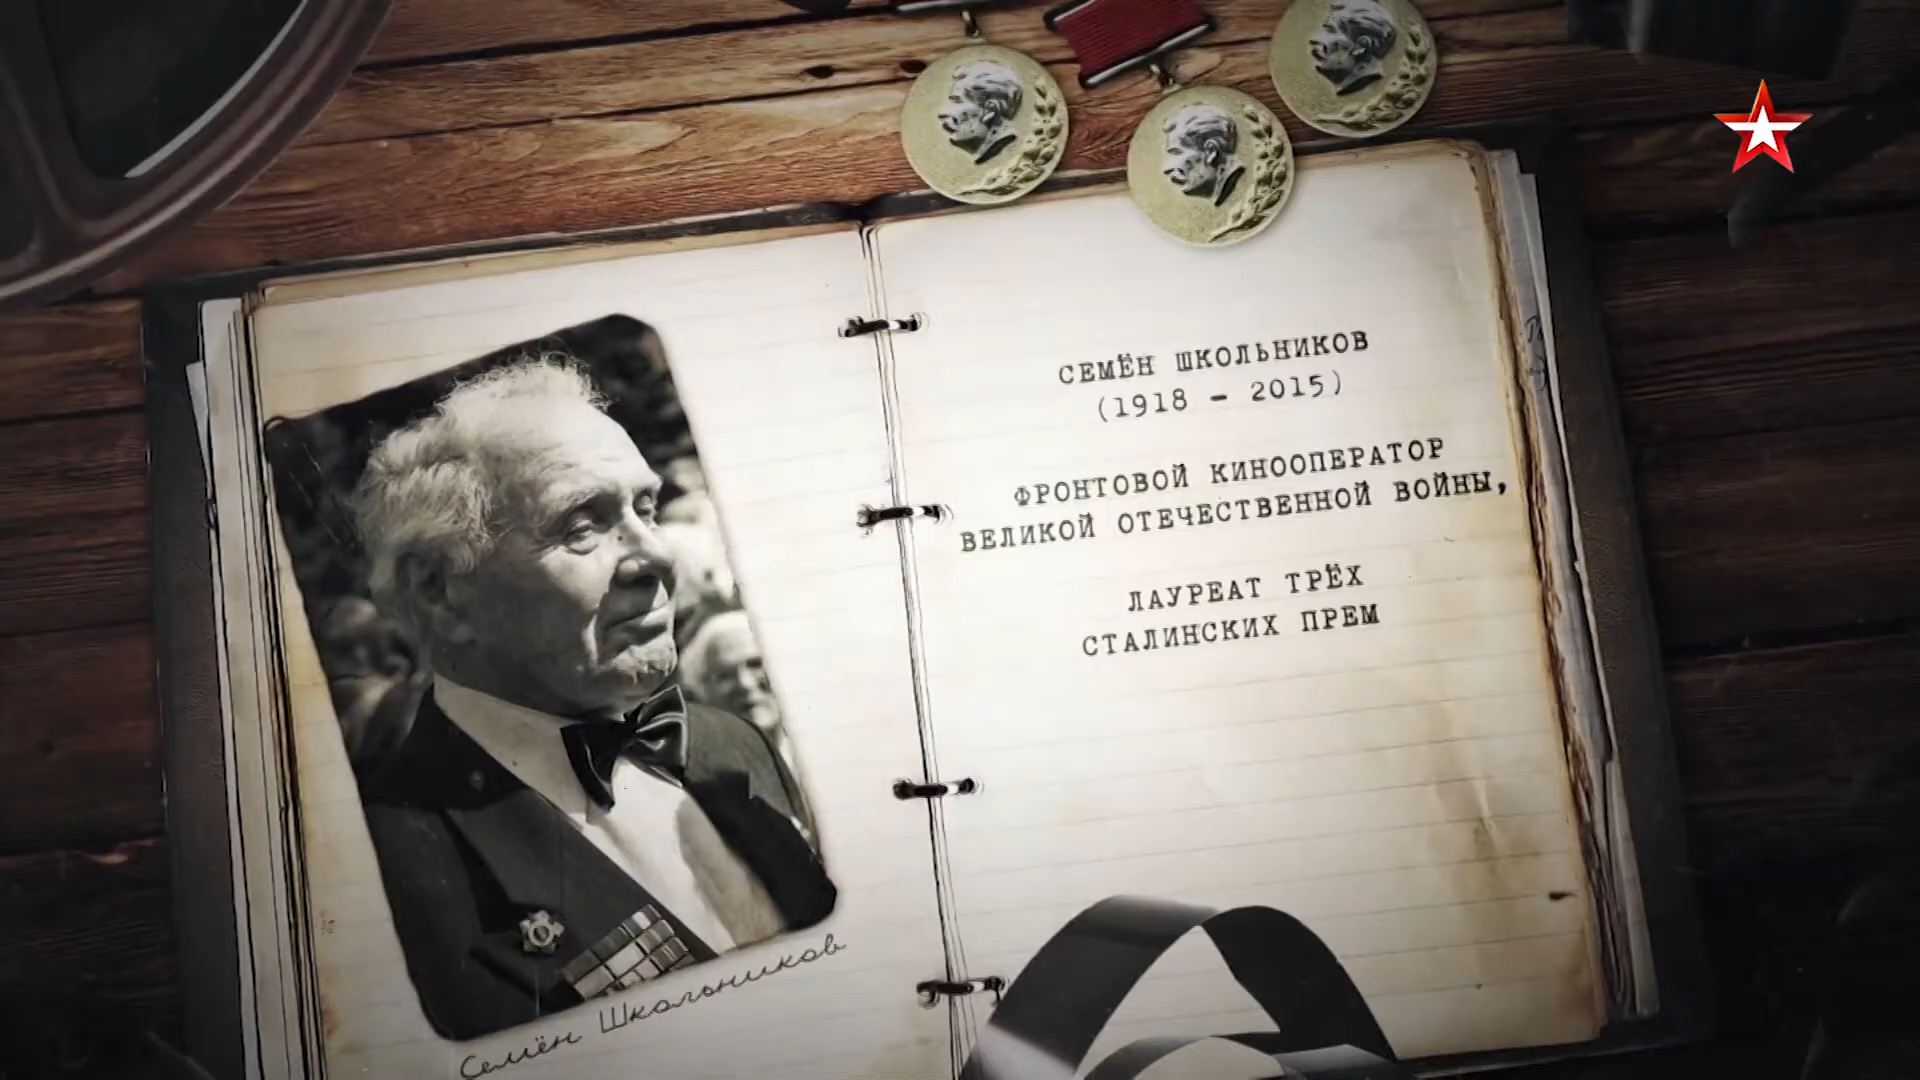 СЕМЁН ШКОЛЬНИКОВ
(1918 - 2015)
ФРОНТОВОЙ КИНООПЕРАТОР
ВЕЛИКОЙ ОТЕЧЕСТВЕННОЙ ВОЙНЫ,
ЛАУРЕАТ ТРЁХ
СТАЛИНСКИХ ПРЕМ
Семён Школьников